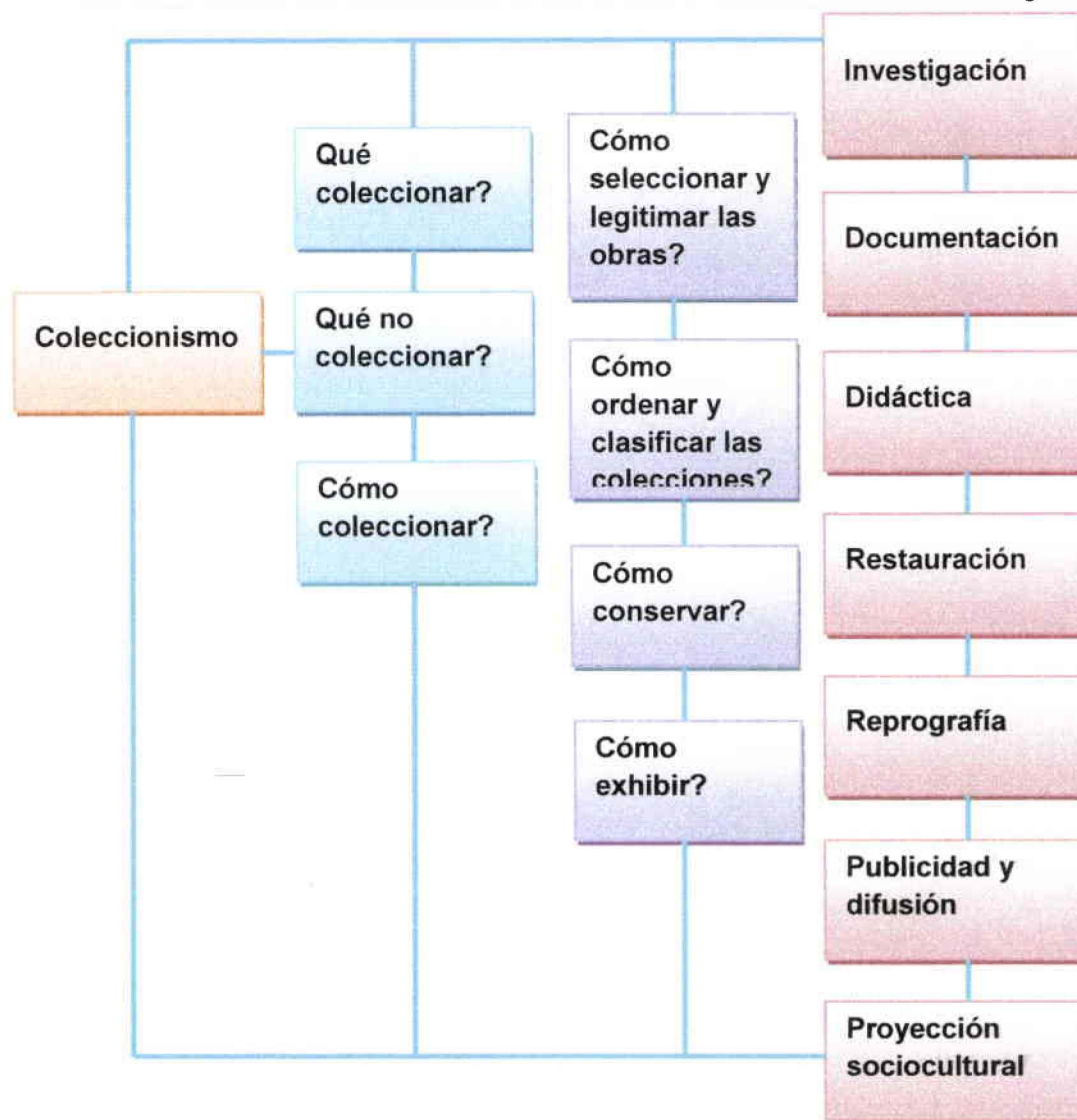 Coleccionismo
Qué
coleccionar?
Qué no
coleccionar?
Cómo
coleccionar?
Cómo
seleccionar y
legitimar las
obras?
Cómo
ordenar y
clasificar las
colecciones?
Cómo
conservar?
Cómo
exhibir?
Investigación
Documentación
Didáctica
Restauración
Reprografía
Publicidad y
difusión
Proyección
sociocultural